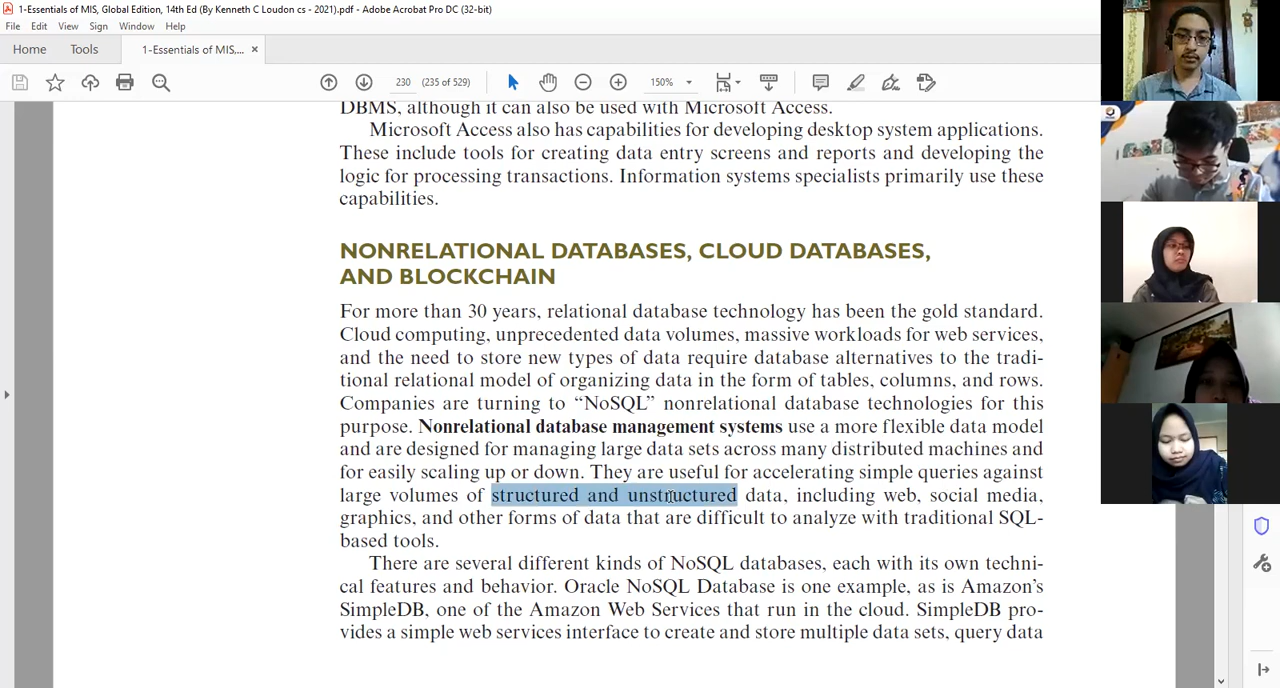 1-Essentials of MIS, Global Edition, 14th Ed (By Kenneth C Loudon cs - 2021).pdf - Adobe Acrobat Pro DC (32-bit)
File Edit View Sign Window Help
Home Tools 1-Essentials of MIS,... ×
230 (235 of 529) 150%
DBMS, although it can also be used with Microsoft Access.
Microsoft Access also has capabilities for developing desktop system applications.
These include tools for creating data entry screens and reports and developing the
logic for processing transactions. Information systems specialists primarily use these
capabilities.
NONRELATIONAL DATABASES, CLOUD DATABASES,
AND BLOCKCHAIN
For more than 30 years, relational database technology has been the gold standard.
Cloud computing, unprecedented data volumes, massive workloads for web services,
and the need to store new types of data require database alternatives to the tradi-
tional relational model of organizing data in the form of tables, columns, and rows.
Companies are turning to “NoSQL” nonrelational database technologies for this
purpose. Nonrelational database management systems use a more flexible data model
and are designed for managing large data sets across many distributed machines and
for easily scaling up or down. They are useful for accelerating simple queries against
large volumes of structured and unstructured data, including web, social media,
graphics, and other forms of data that are difficult to analyze with traditional SQL-
based tools.
There are several different kinds of NoSQL databases, each with its own techni-
cal features and behavior. Oracle NoSQL Database is one example, as is Amazon’s
SimpleDB, one of the Amazon Web Services that run in the cloud. SimpleDB pro-
vides a simple web services interface to create and store multiple data sets, query data